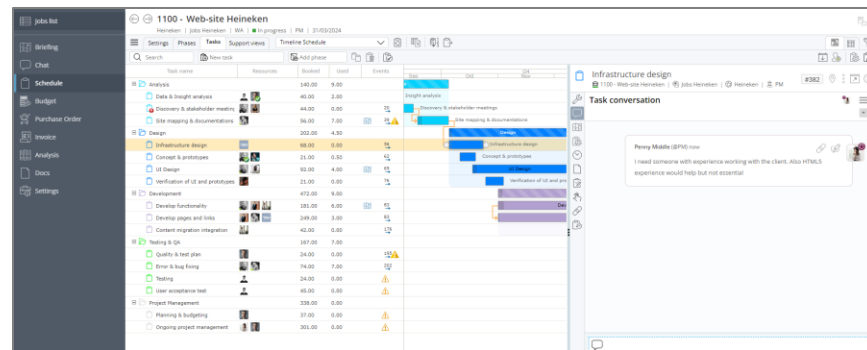 Jobs list
1100 - Web-site Heineken
Heineken | Jobs Heineken | WA | In progress | PM | 31/03/2024
Settings Phases Tasks Support views Timeline Schedule
Search New task Add phase
Task name Resources Booked Used Events
Q4
Oct Nov
Briefing
Chat
Schedule
Budget
Purchase Order
Invoice
Analysis
Docs
Settings
Analysis 140.00 9.00
Data & Insight analysis 40.00 2.00 Insight analysis
Discovery & stakeholder meeting 44.00 0.00 Discovery & stakeholder meetings
Site mapping & documentations 56.00 7.00 Site mapping & documentations
Design 202.00 4.50 Design
Infrastructure design 68.00 0.00 Infrastructure design
Concept & prototypes 21.00 0.50 Concept & prototypes
UI Design 92.00 4.00 UI Design
Verification of UI and prototypes 21.00 0.00 Verification of UI and pro
Development 472.00 9.00
Develop functionality 181.00 6.00 Dev
Develop pages and links 249.00 3.00
Content migration integration 42.00 0.00 176
Testing & QA 167.00 7.00
Quality & test plan 24.00 0.00
Error & bug fixing 74.00 7.00
Testing 24.00 0.00
User acceptance test 45.00 0.00
Project Management 338.00 0.00
Planning & budgeting 37.00 0.00
Ongoing project management 301.00 0.00
Infrastructure design
1100 - Web-site Heineken | Jobs Heineken | Heineken | PM
#382
Task conversation
Penny Middle (@PM) now
I need someone with experience working with the client. Also HTML5
experience would help but not essential